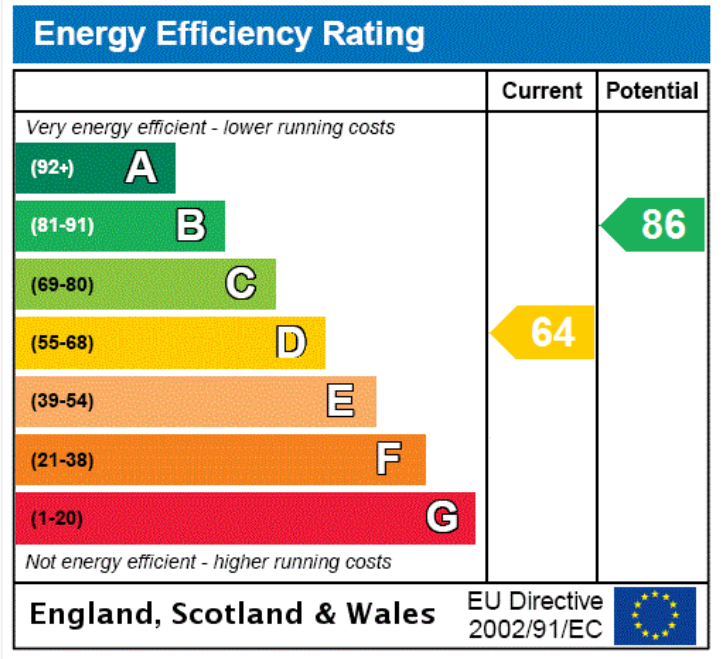 Energy Efficiency Rating
Current Potential
Very energy efficient - lower running costs
(92+) A
(81-91) B 86
(69-80) C
(55-68) D 64
(39-54) E
(21-38) F
(1-20) G
Not energy efficient - higher running costs
England, Scotland & Wales
EU Directive
2002/91/EC